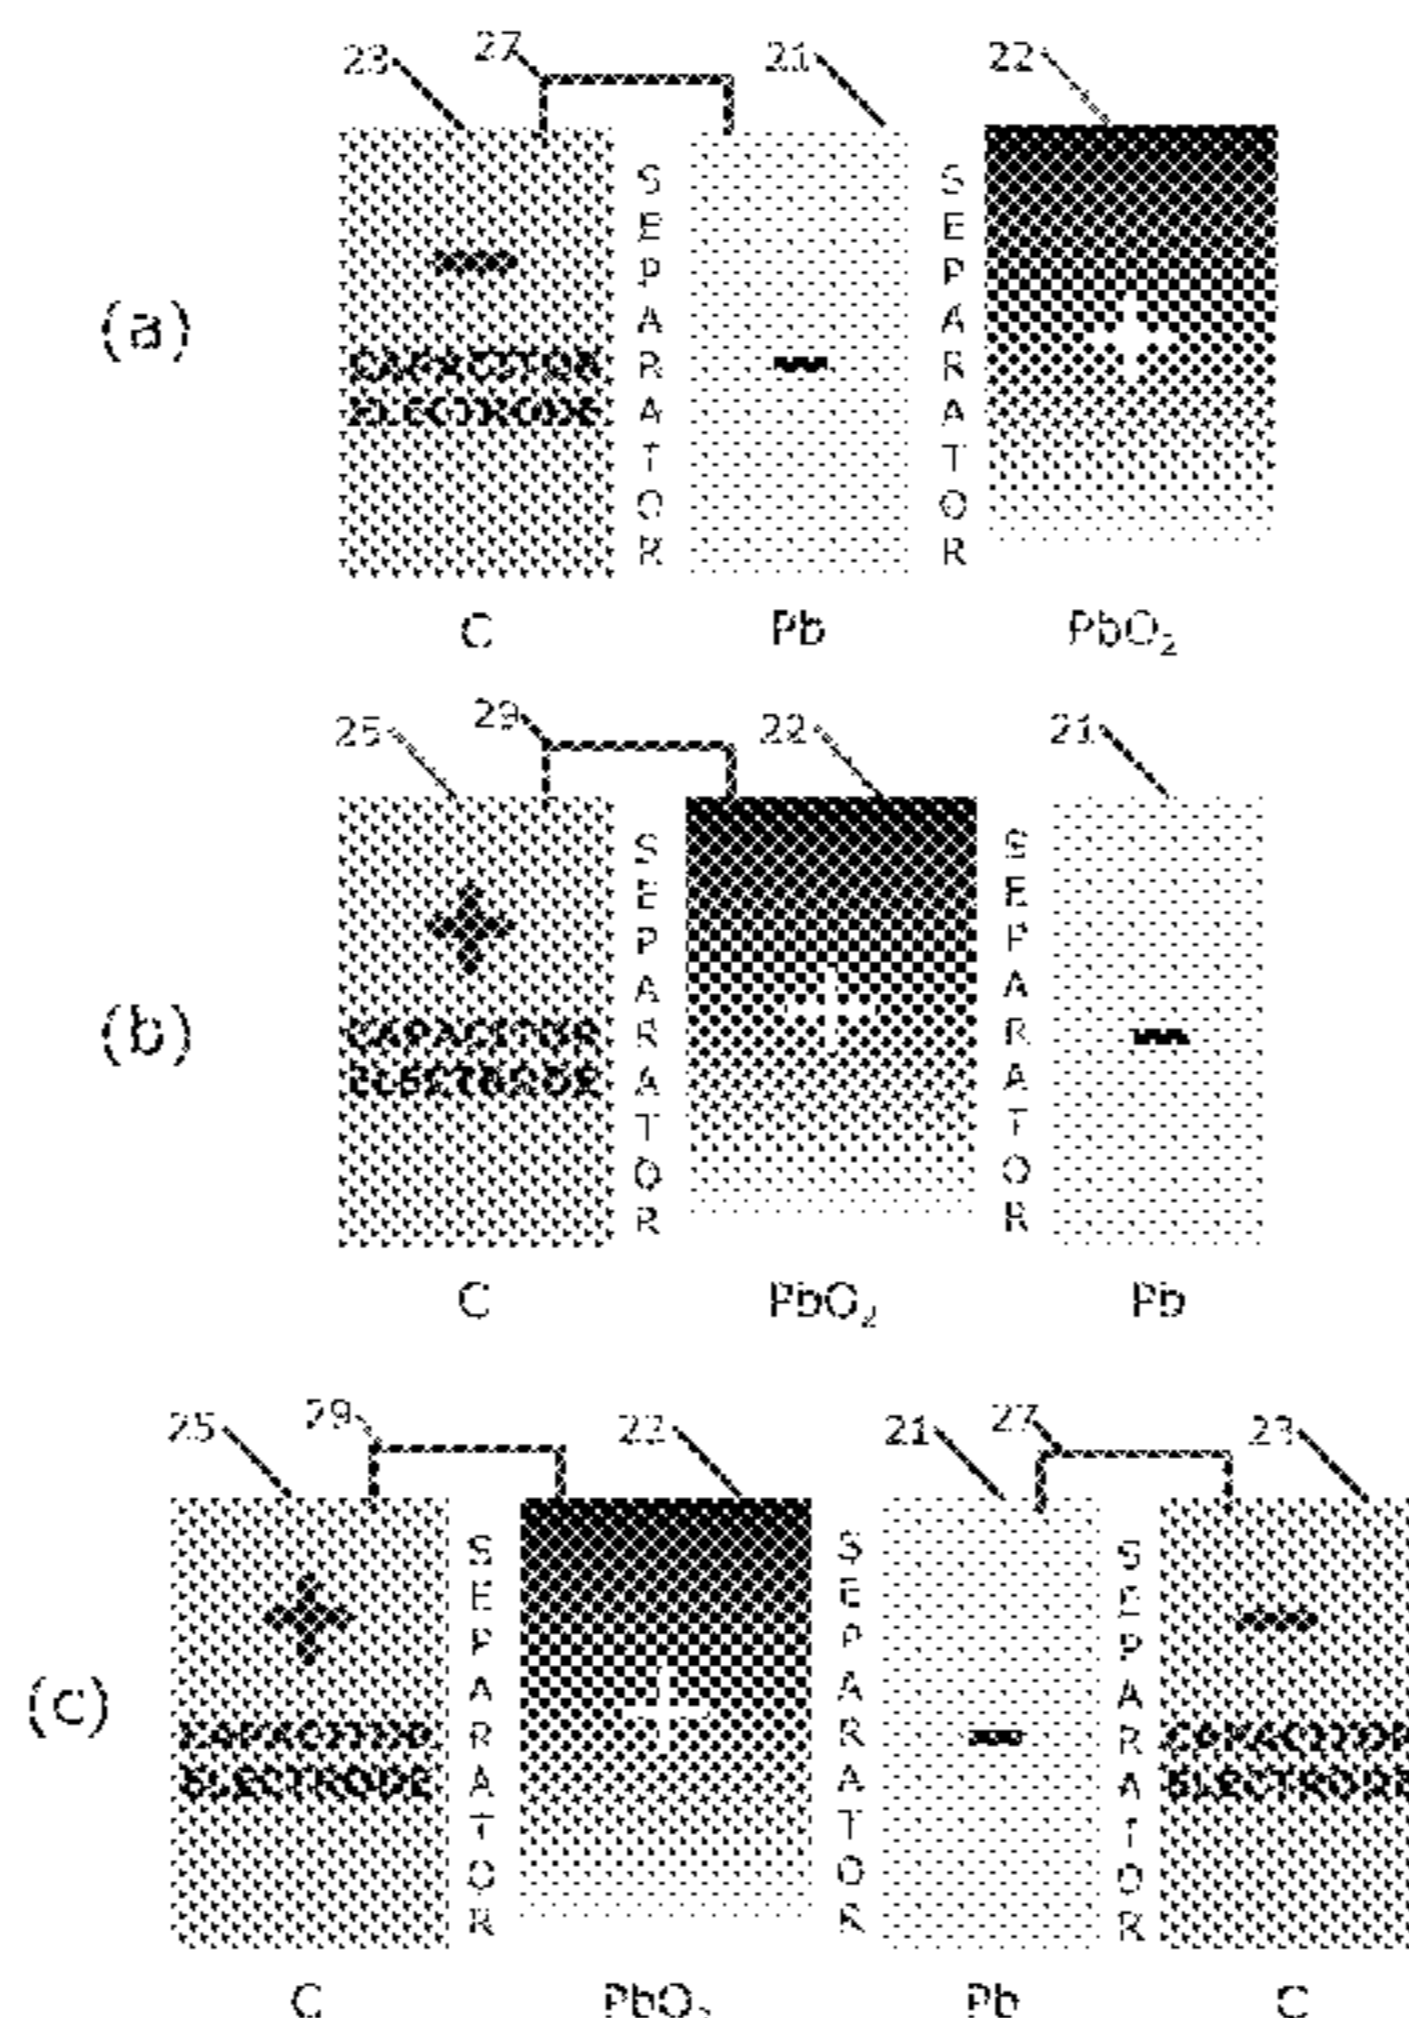 23 27 21 22
(a)
SEPARATOR
SEPARATOR
CAPACITOR
ELECTRODE
C Pb PbO₂
25 29 22 21
(b)
SEPARATOR
SEPARATOR
CAPACITOR
ELECTRODE
C PbO₂ Pb
25 29 22 21 27 23
(c)
SEPARATOR
SEPARATOR
SEPARATOR
CAPACITOR
ELECTRODE
CAPACITOR
ELECTRODE
C PbO₂ Pb C